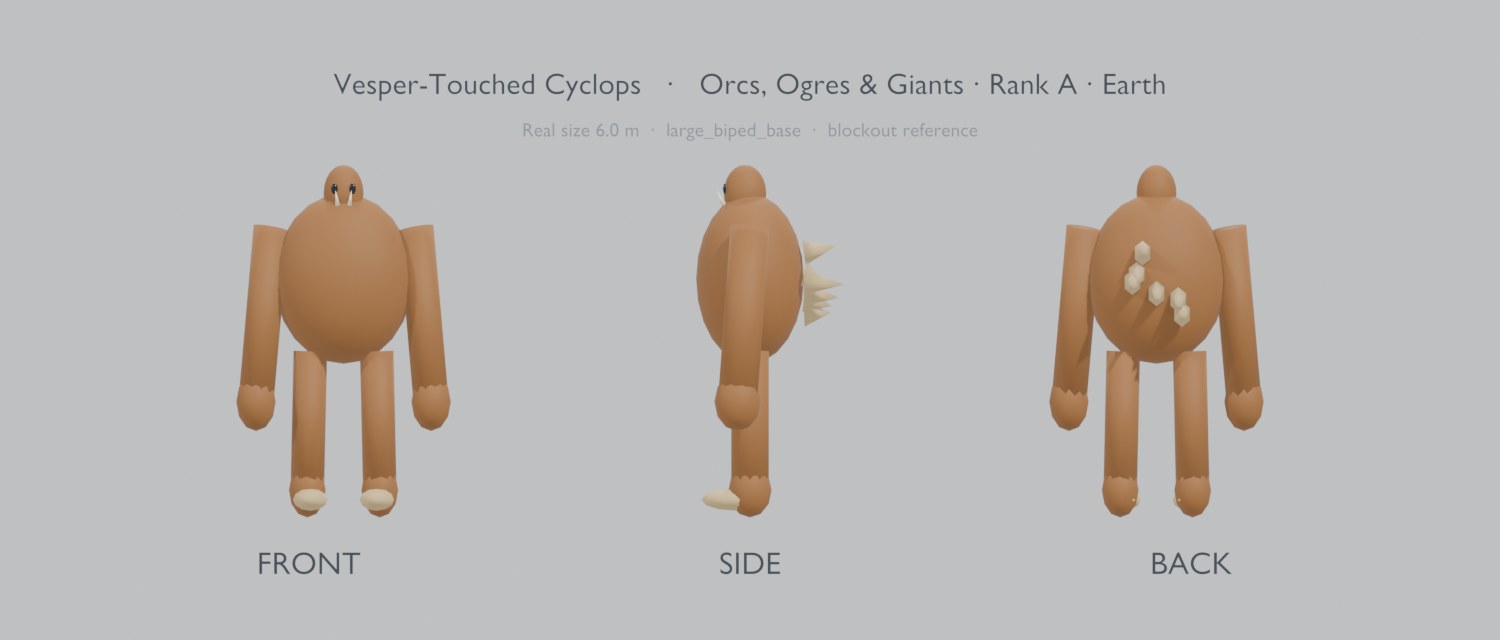 Vesper-Touched Cyclops · Orcs, Ogres & Giants · Rank A · Earth
Real size 6.0 m · large_biped_base · blockout reference
FRONT SIDE BACK